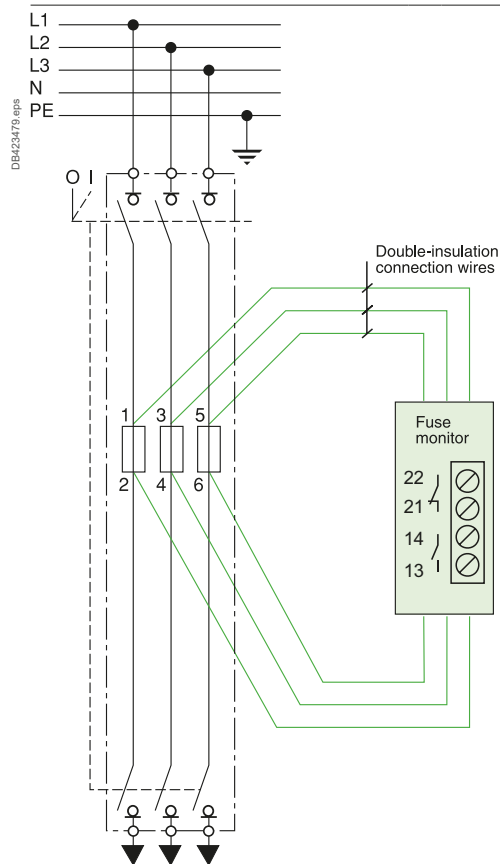 L1
L2
L3
N
PE
DB423479.eps
O I
Double-insulation
connection wires
1 3 5
2 4 6
Fuse
monitor
22
21
14
13